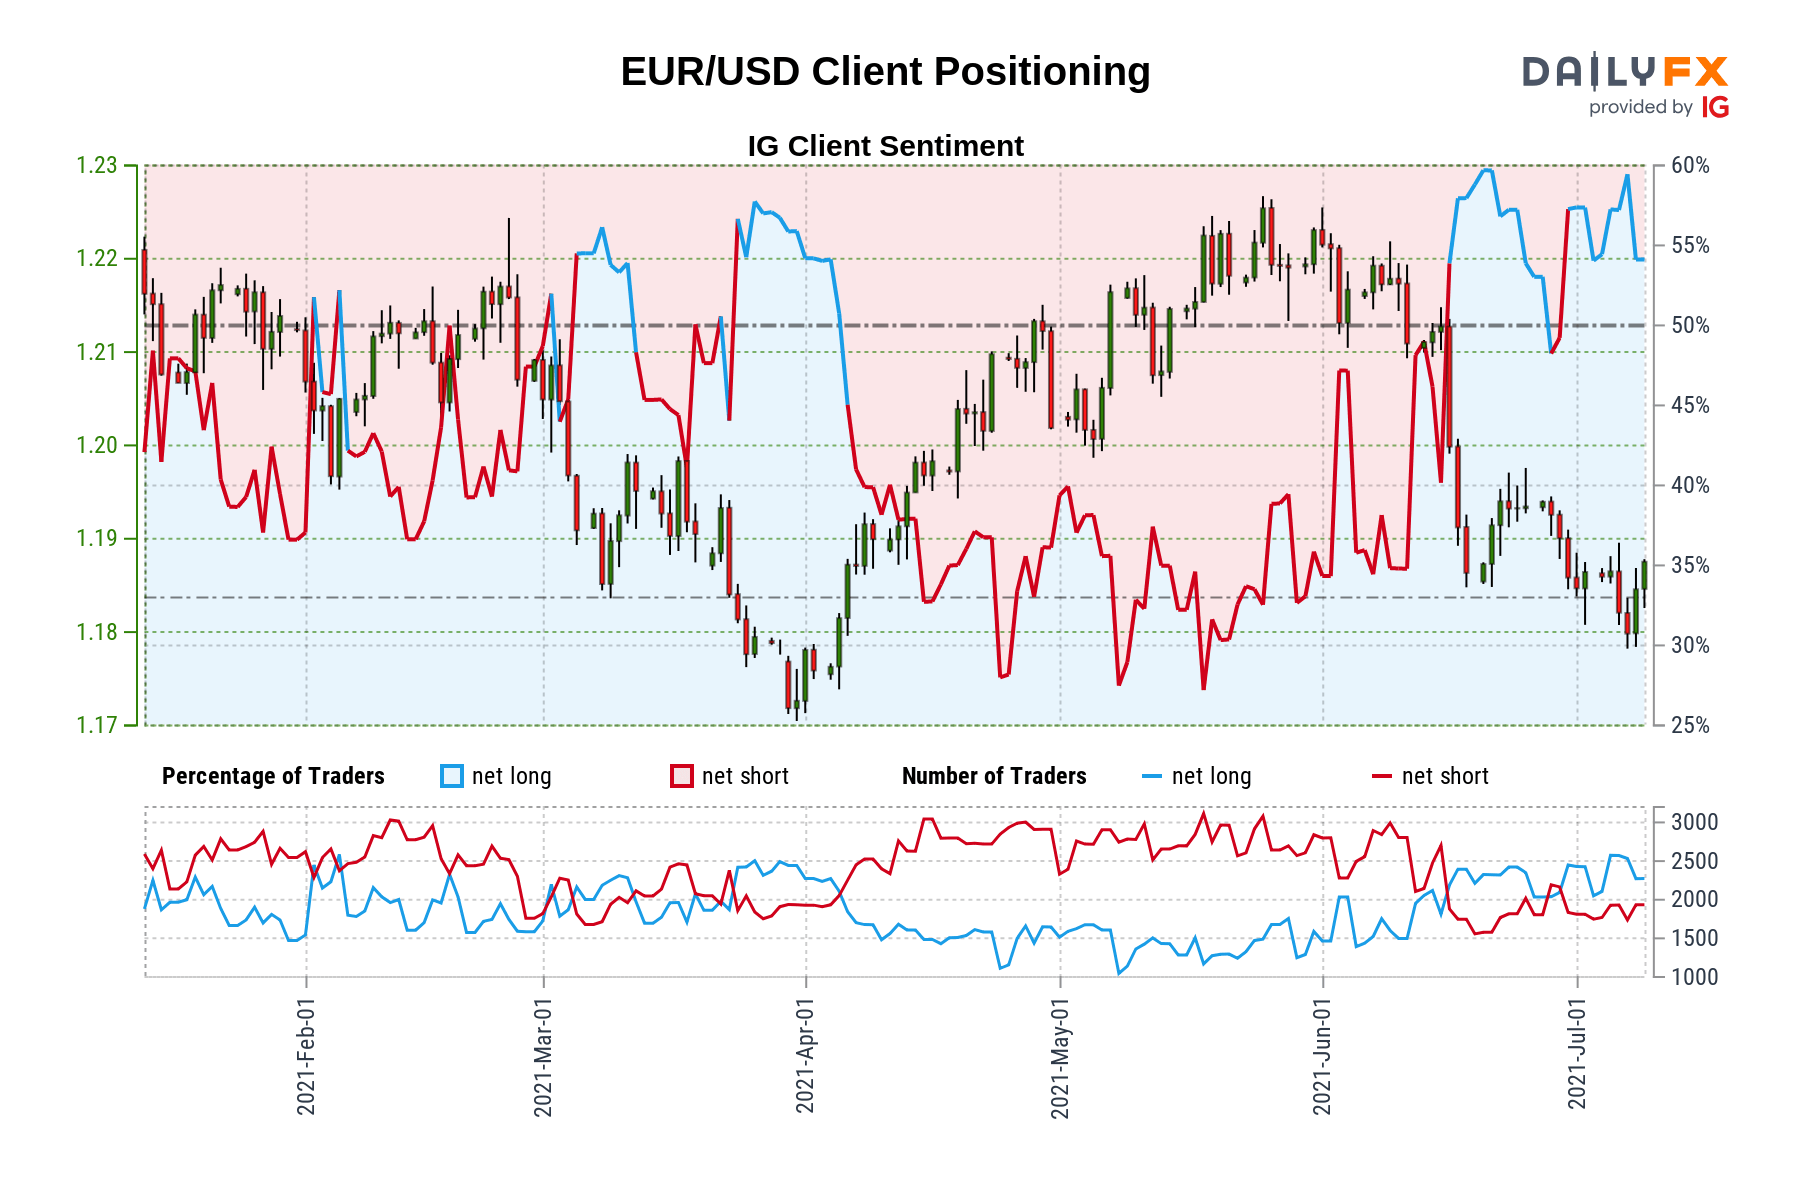 EUR/USD Client Positioning
DAILYFX
provided by IG
IG Client Sentiment
1.23
1.22
1.21
1.20
1.19
1.18
1.17
60%
55%
50%
45%
40%
35%
30%
25%
Percentage of Traders net long net short Number of Traders net long net short
3000
2500
2000
1500
1000
2021-Feb-01
2021-Mar-01
2021-Apr-01
2021-May-01
2021-Jun-01
2021-Jul-01